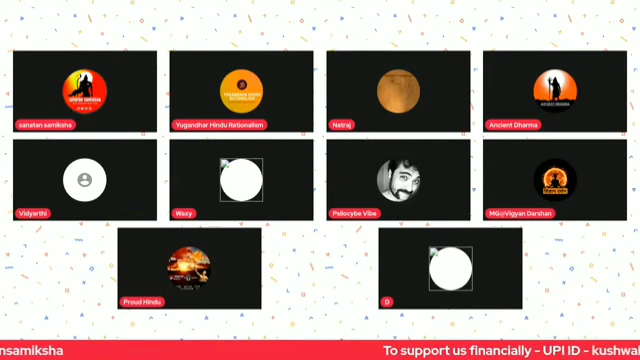 sanatan samiksha
Yugandhar Hindu Rationalism
Natraj
Ancient Dharma
Vidyarthi
Waxy
Psilocybe Vibe
MG@Vigyan Darshan
Proud Hindu
D
nsamiksha
To support us financially - UPI ID - kushwa